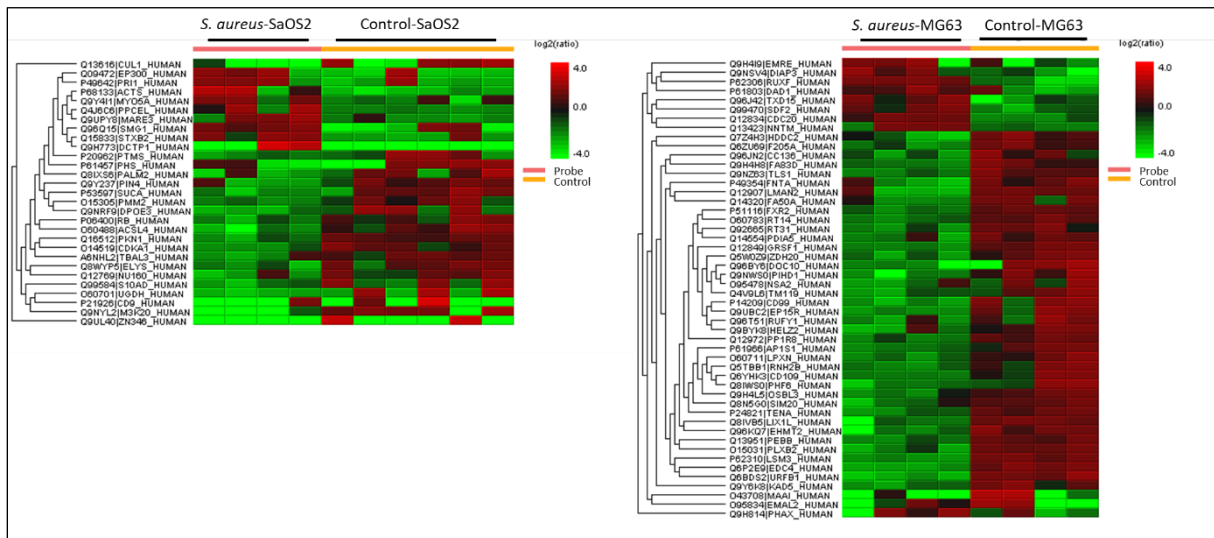 S. aureus-SaOS2
Control-SaOS2
log2(ratio)
4.0
0.0
-4.0
Probe
Control
Q13616|CUL1_HUMAN
Q09472|EP300_HUMAN
P49642|PRI1_HUMAN
P68133|ACTS_HUMAN
Q9Y4I1|MYO5A_HUMAN
Q4J6C6|PPCEL_HUMAN
Q9UPY8|MARE3_HUMAN
Q96Q15|SMG1_HUMAN
Q15833|STXB2_HUMAN
Q9H773|DCTP1_HUMAN
P20962|PTMS_HUMAN
P61457|PHS_HUMAN
Q8IXS6|PALM2_HUMAN
Q9Y237|PIN4_HUMAN
P53597|SUCA_HUMAN
O15305|PMM2_HUMAN
Q9NRF9|DPOE3_HUMAN
P06400|RB_HUMAN
O60488|ACSL4_HUMAN
Q16512|PKN1_HUMAN
O14519|CDKA1_HUMAN
A6NHL2|TBAL3_HUMAN
Q8WYP5|ELYS_HUMAN
Q12769|NU160_HUMAN
Q99584|S10AD_HUMAN
O60701|UGDH_HUMAN
P21926|CD9_HUMAN
Q9NYL2|M3K20_HUMAN
Q9UL40|ZN346_HUMAN
S. aureus-MG63
Control-MG63
log2(ratio)
4.0
0.0
-4.0
Probe
Control
Q9H4I9|EMRE_HUMAN
Q9NSV4|DIAP3_HUMAN
P62306|RUXF_HUMAN
P61803|DAD1_HUMAN
Q96J42|TXD15_HUMAN
Q99470|SDF2_HUMAN
Q12834|CDC20_HUMAN
Q13423|NNTM_HUMAN
Q7Z4H3|HDDC2_HUMAN
Q6ZU69|F205A_HUMAN
Q96JN2|CC136_HUMAN
Q9H4H8|FA83D_HUMAN
Q9NZ63|TLS1_HUMAN
P49354|FNTA_HUMAN
Q12907|LMAN2_HUMAN
Q14320|FA50A_HUMAN
P51116|FXR2_HUMAN
O60783|RT14_HUMAN
Q92665|RT31_HUMAN
Q14554|PDIA5_HUMAN
Q12849|GRSF1_HUMAN
Q5W0Z9|ZDH20_HUMAN
Q96BY6|DOC10_HUMAN
Q9NWS0|PIHD1_HUMAN
O95478|NSA2_HUMAN
Q4V9L6|TM119_HUMAN
P14209|CD99_HUMAN
Q9UBC2|EP15R_HUMAN
Q96T51|RUFY1_HUMAN
Q9BYK8|HELZ2_HUMAN
Q12972|PP1R8_HUMAN
P61966|AP1S1_HUMAN
O60711|LPXN_HUMAN
Q5TBB1|RNH2B_HUMAN
Q6YHK3|CD109_HUMAN
Q8IWS0|PHF6_HUMAN
Q9H4L5|OSBL3_HUMAN
Q8N5G0|SIM20_HUMAN
P24821|TENA_HUMAN
Q8IVB5|LIX1L_HUMAN
Q96KQ7|EHMT2_HUMAN
Q13951|PEBB_HUMAN
O15031|PLXB2_HUMAN
P62310|LSM3_HUMAN
Q6P2E9|EDC4_HUMAN
Q6BDS2|URFB1_HUMAN
Q9Y6K8|KAD5_HUMAN
O43708|MAAI_HUMAN
O95834|EMAL2_HUMAN
Q9H814|PHAX_HUMAN